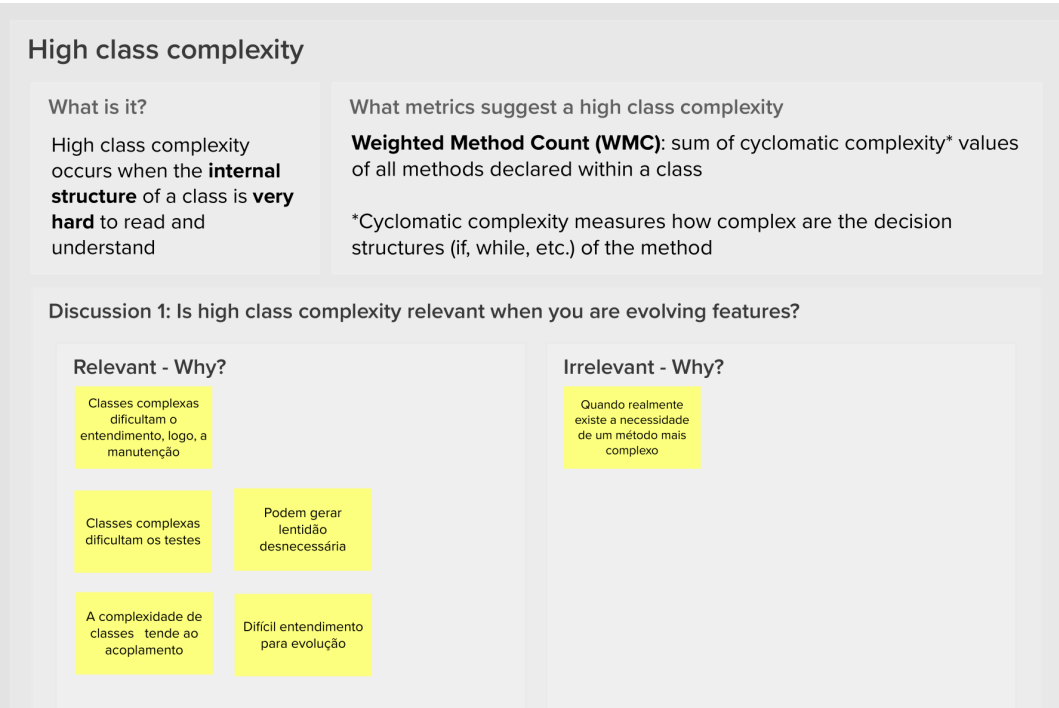 High class complexity
What is it?
High class complexity
occurs when the internal
structure of a class is very
hard to read and
understand
What metrics suggest a high class complexity
Weighted Method Count (WMC): sum of cyclomatic complexity* values
of all methods declared within a class
*Cyclomatic complexity measures how complex are the decision
structures (if, while, etc.) of the method
Discussion 1: Is high class complexity relevant when you are evolving features?
Relevant - Why?
Classes complexas
dificultam o
entendimento, logo, a
manutenção
Classes complexas
dificultam os testes
Podem gerar
lentidão
desnecessária
A complexidade de
classes tende ao
acoplamento
Difícil entendimento
para evolução
Irrelevant - Why?
Quando realmente
existe a necessidade
de um método mais
complexo